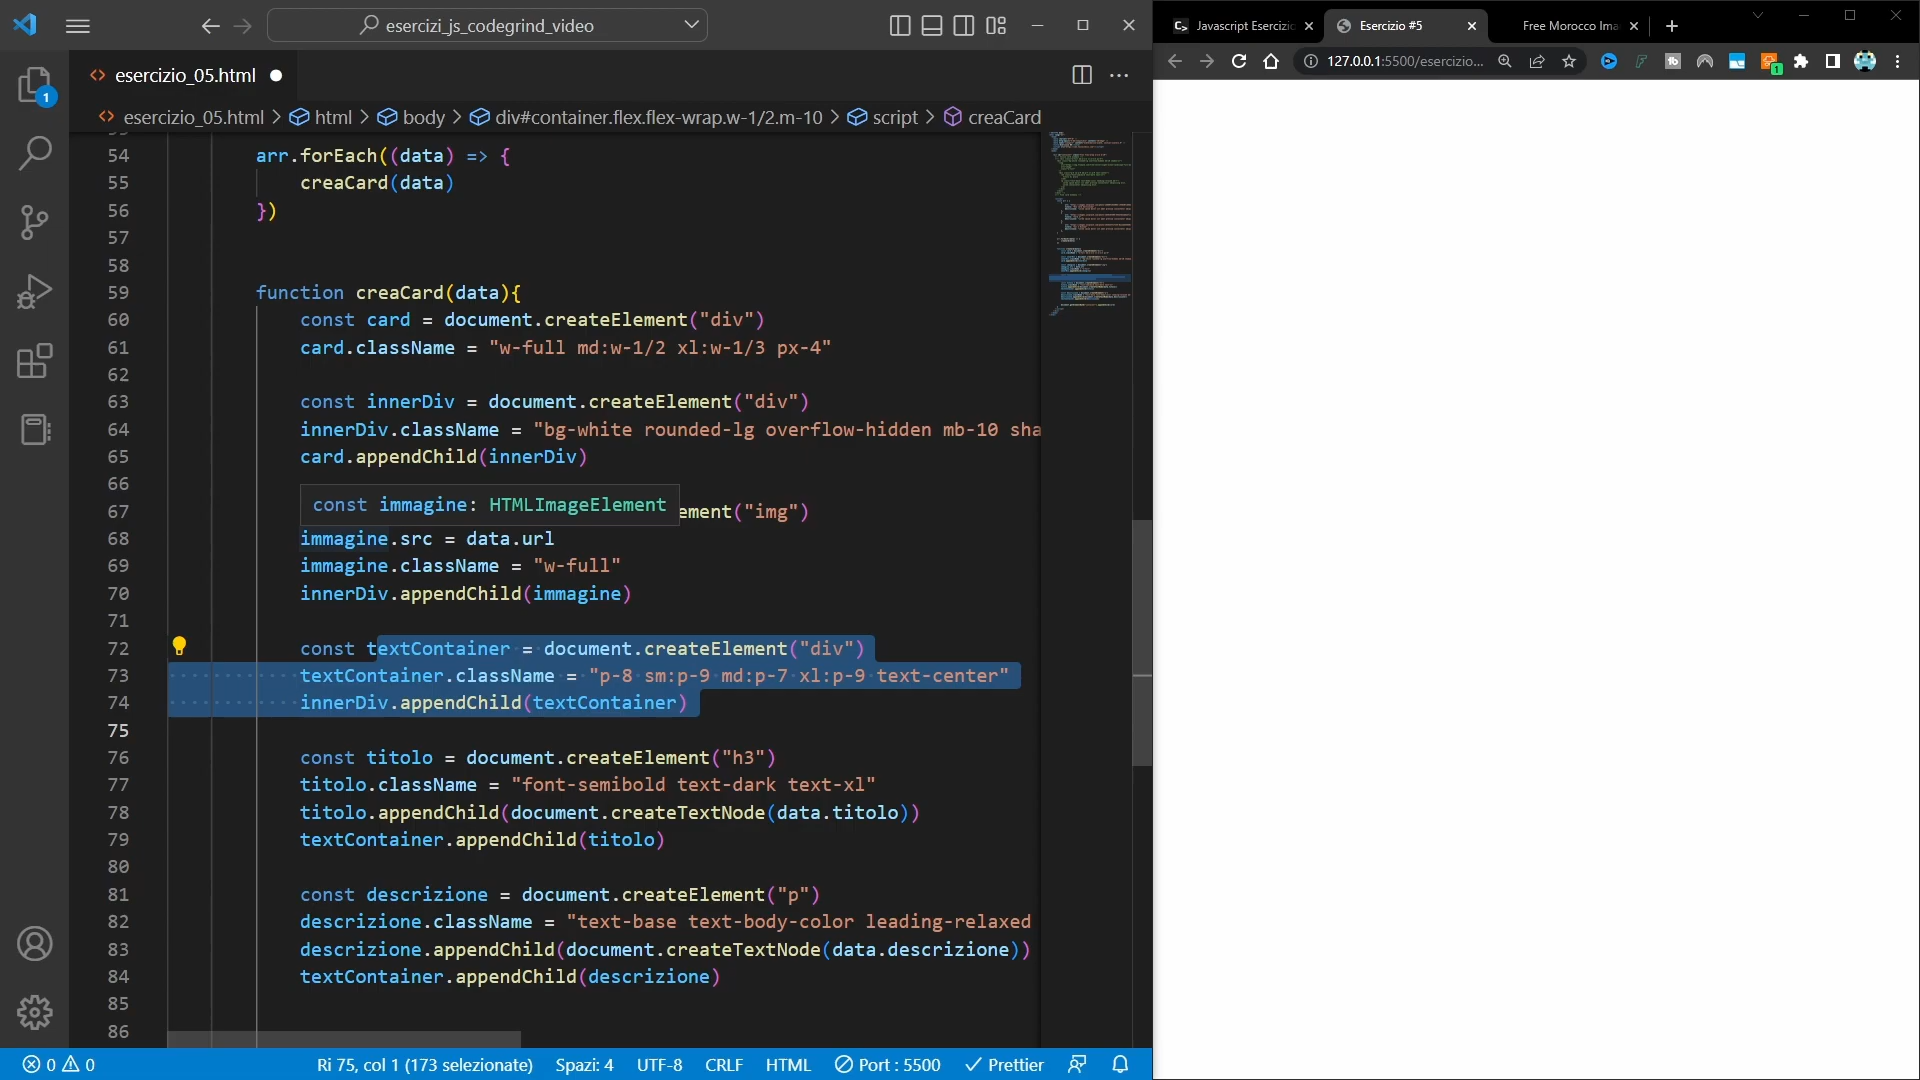 esercizi_js_codegrind_video
esercizio_05.html
esercizio_05.html > html > body > div#container.flex.flex-wrap.w-1/2.m-10 > script > creaCard
1
54 arr.forEach((data) => {
55 creaCard(data)
56 })
57
58
59 function creaCard(data){
60 const card = document.createElement("div")
61 card.className = "w-full md:w-1/2 xl:w-1/3 px-4"
62
63 const innerDiv = document.createElement("div")
64 innerDiv.className = "bg-white rounded-lg overflow-hidden mb-10 sha
65 card.appendChild(innerDiv)
66
const immagine: HTMLImageElement
67 ement("img")
68 immagine.src = data.url
69 immagine.className = "w-full"
70 innerDiv.appendChild(immagine)
71
72 const textContainer = document.createElement("div")
73 textContainer.className = "p-8 sm:p-9 md:p-7 xl:p-9 text-center"
74 innerDiv.appendChild(textContainer)
75
76 const titolo = document.createElement("h3")
77 titolo.className = "font-semibold text-dark text-xl"
78 titolo.appendChild(document.createTextNode(data.titolo))
79 textContainer.appendChild(titolo)
80
81 const descrizione = document.createElement("p")
82 descrizione.className = "text-base text-body-color leading-relaxed
83 descrizione.appendChild(document.createTextNode(data.descrizione))
84 textContainer.appendChild(descrizione)
85
86
0 0 Ri 75, col 1 (173 selezionate) Spazi: 4 UTF-8 CRLF HTML Port : 5500 Prettier
Javascript Esercizi Esercizio #5 Free Morocco Ima
127.0.0.1:5500/esercizio...
1